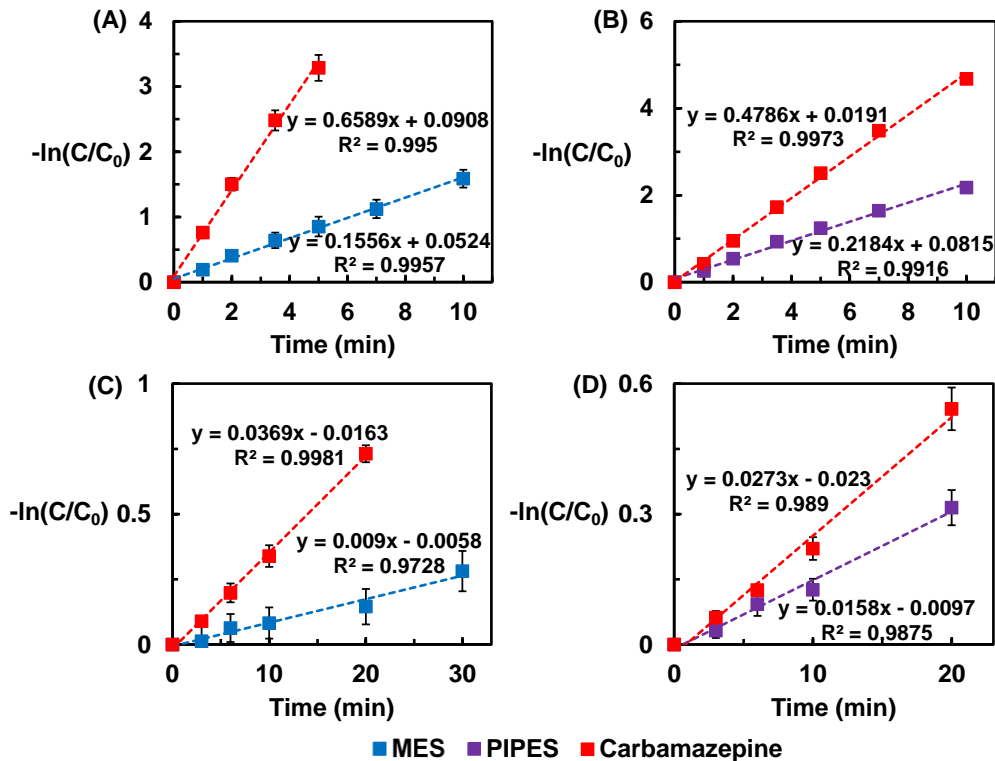 (A)
4
3
2
1
0
-ln(C/C₀)
y = 0.6589x + 0.0908
R² = 0.995
y = 0.1556x + 0.0524
R² = 0.9957
0 2 4 6 8 10
Time (min)
(B)
6
4
2
0
-ln(C/C₀)
y = 0.4786x + 0.0191
R² = 0.9973
y = 0.2184x + 0.0815
R² = 0.9916
0 2 4 6 8 10
Time (min)
(C)
1
0.5
0
-ln(C/C₀)
y = 0.0369x - 0.0163
R² = 0.9981
y = 0.009x - 0.0058
R² = 0.9728
0 10 20 30
Time (min)
(D)
0.6
0.3
0
-ln(C/C₀)
y = 0.0273x - 0.023
R² = 0.989
y = 0.0158x - 0.0097
R² = 0.9875
0 10 20
Time (min)
MES PIPES Carbamazepine